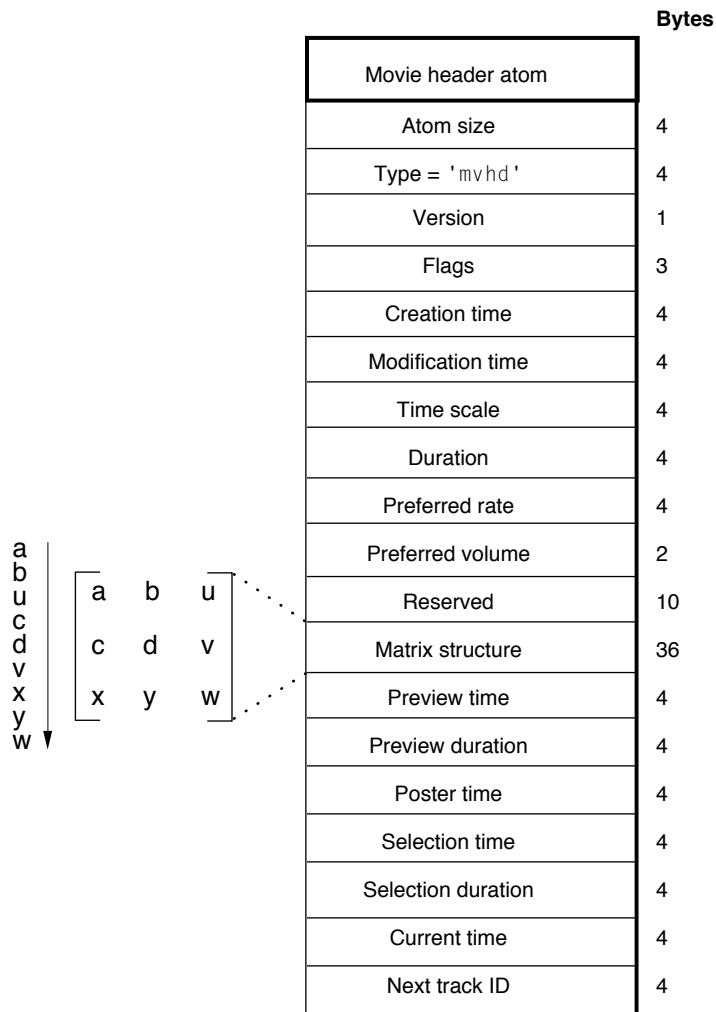 Bytes
Movie header atom
Atom size 4
Type = 'mvhd' 4
Version 1
Flags 3
Creation time 4
Modification time 4
Time scale 4
Duration 4
Preferred rate 4
Preferred volume 2
Reserved 10
Matrix structure 36
Preview time 4
Preview duration 4
Poster time 4
Selection time 4
Selection duration 4
Current time 4
Next track ID 4
a
b
u
c
d
v
x
y
w
a b u
c d v
x y w